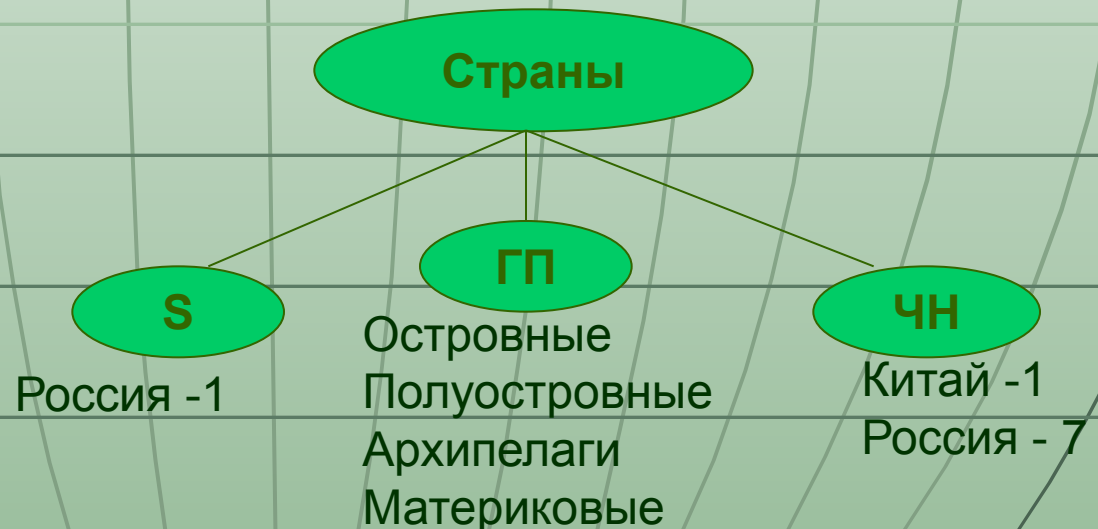 Страны
S
ГП
ЧН
Россия -1
Островные
Полуостровные
Архипелаги
Материковые
Китай -1
Россия - 7